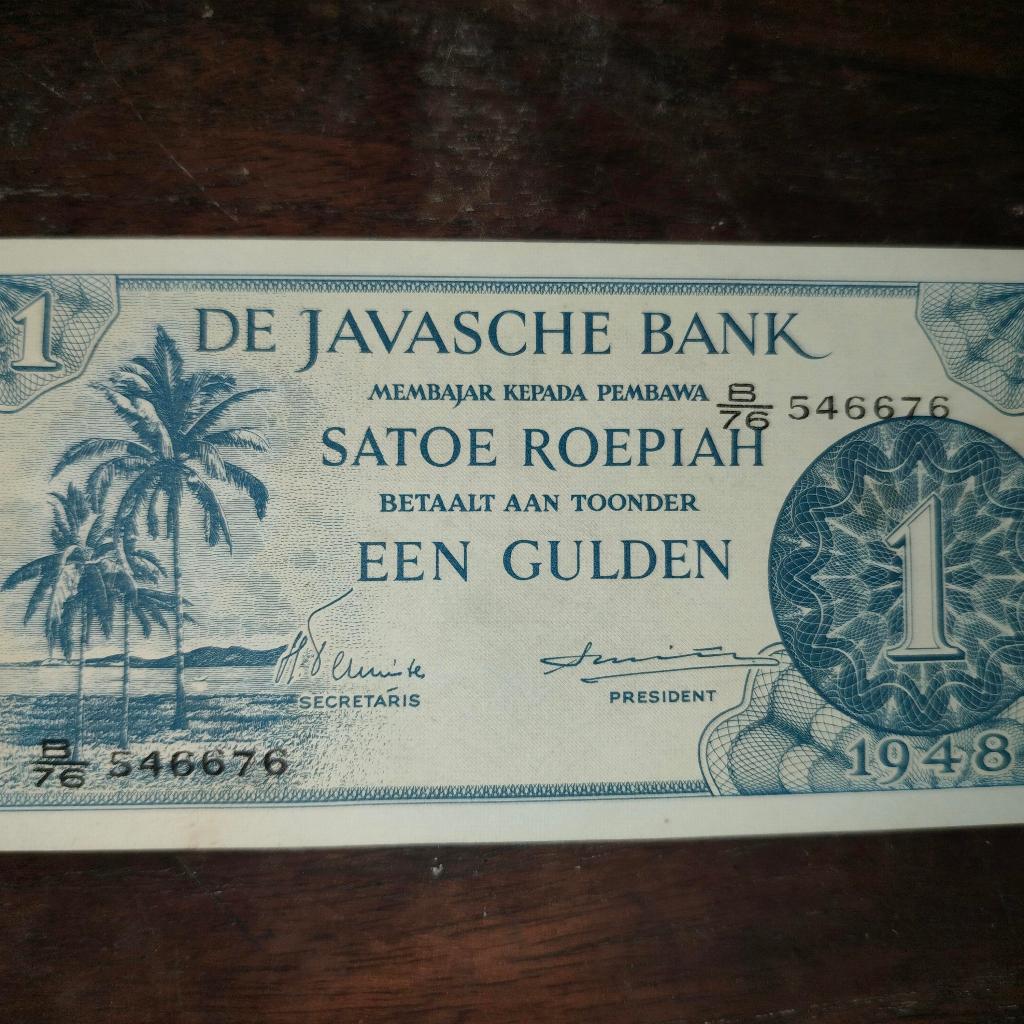 1
DE JAVASCHE BANK
MEMBAJAR KEPADA PEMBAWA
B/76 546676
SATOE ROEPIAH
BETAALT AAN TOONDER
EEN GULDEN
1
SECRETARIS
PRESIDENT
B/76 546676
1948